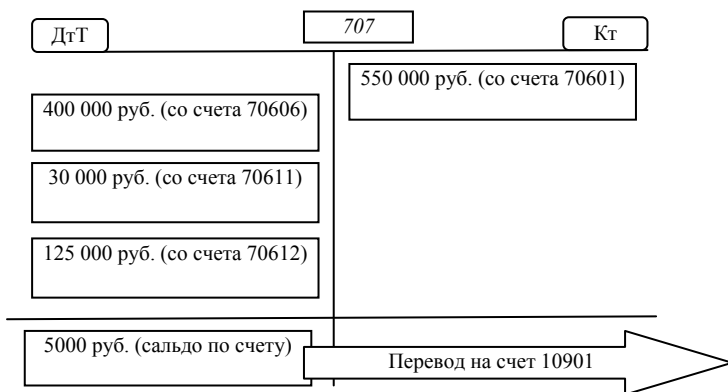 ДтТ
707
Кт
550 000 руб. (со счета 70601)
400 000 руб. (со счета 70606)
30 000 руб. (со счета 70611)
125 000 руб. (со счета 70612)
5000 руб. (сальдо по счету)
Перевод на счет 10901